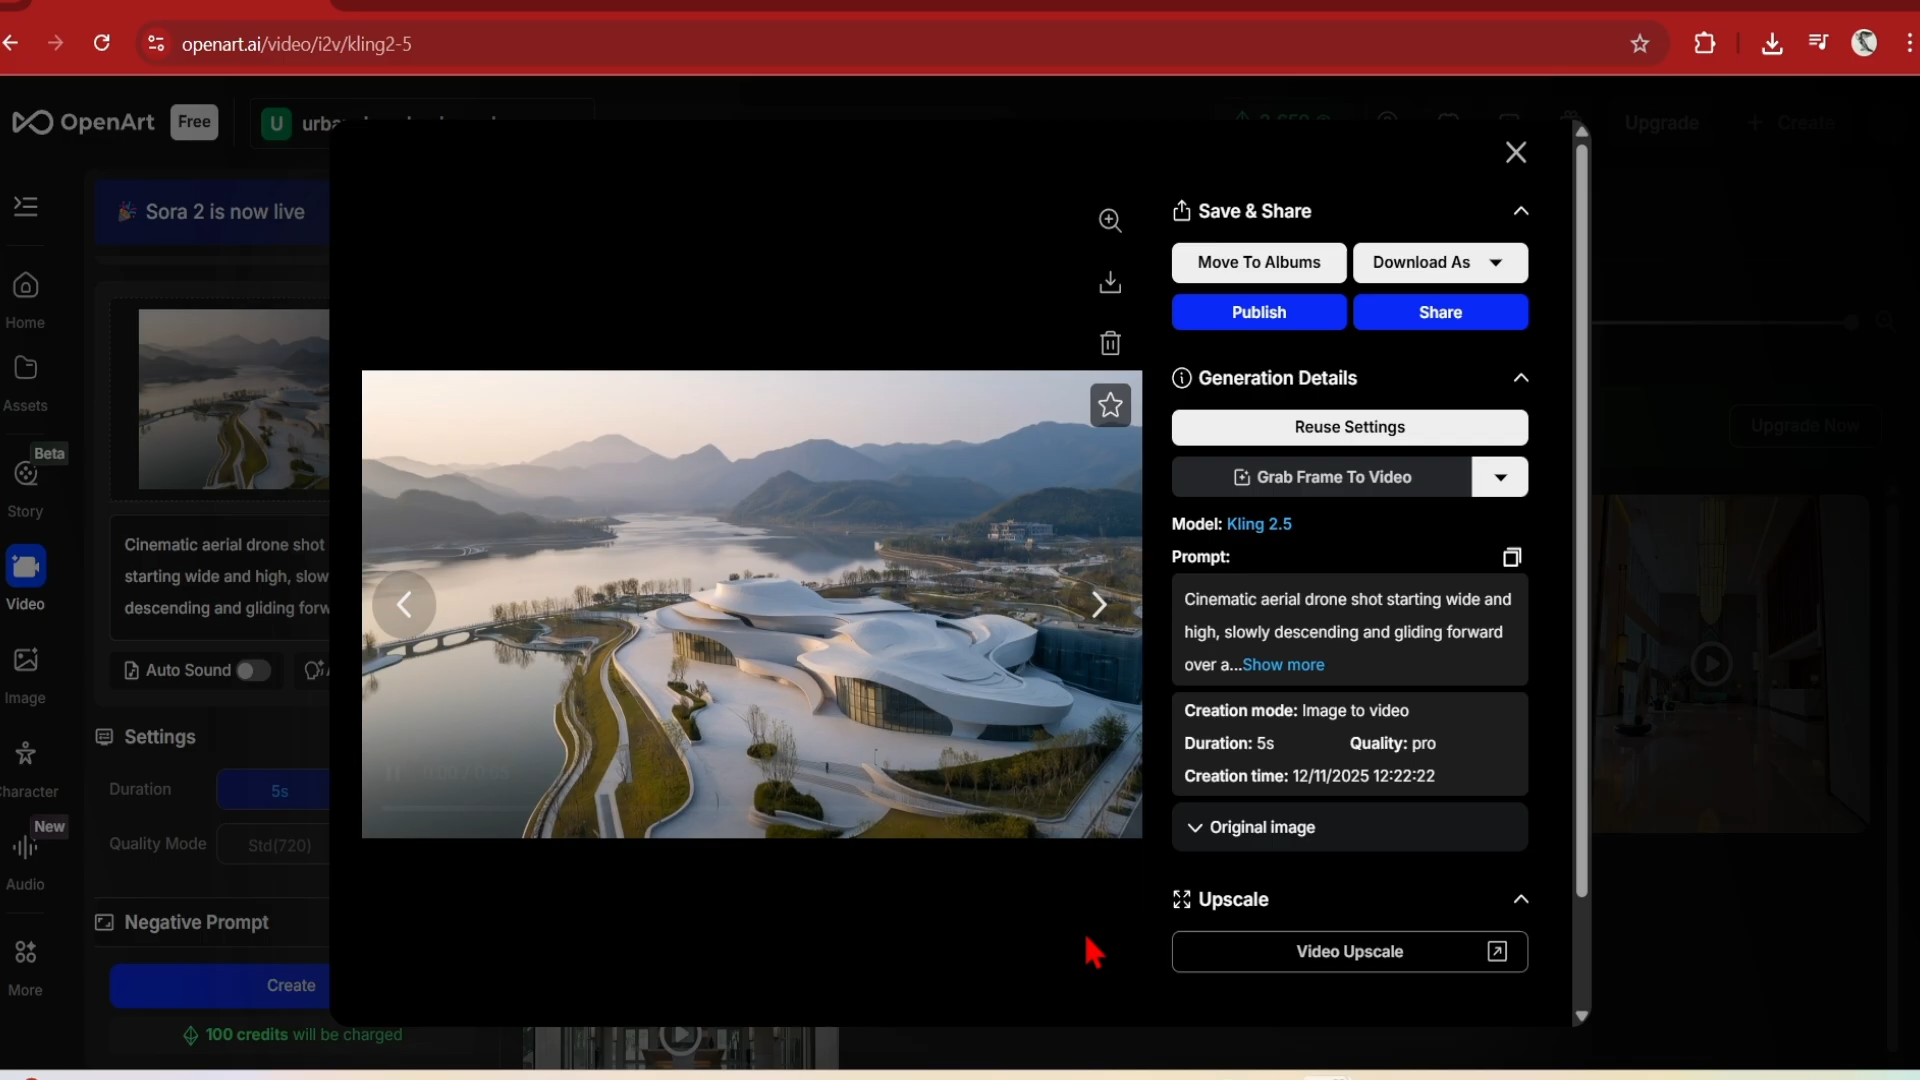 openart.ai/video/i2v/kling2-5
OpenArt
Free
U
Upgrade
Create
Sora 2 is now live
Home
Assets
Beta
Story
Video
Image
Character
New
Audio
More
Cinematic aerial drone shot
starting wide and high, slow
descending and gliding forw
Auto Sound
Settings
Duration
5s
Quality Mode
Std(720)
Negative Prompt
Create
100 credits will be charged
0:00 / 0:05
Save & Share
Move To Albums
Download As
Publish
Share
Generation Details
Reuse Settings
Grab Frame To Video
Model: Kling 2.5
Prompt:
Cinematic aerial drone shot starting wide and
high, slowly descending and gliding forward
over a...Show more
Creation mode: Image to video
Duration: 5s Quality: pro
Creation time: 12/11/2025 12:22:22
Original image
Upscale
Video Upscale
Upgrade Now